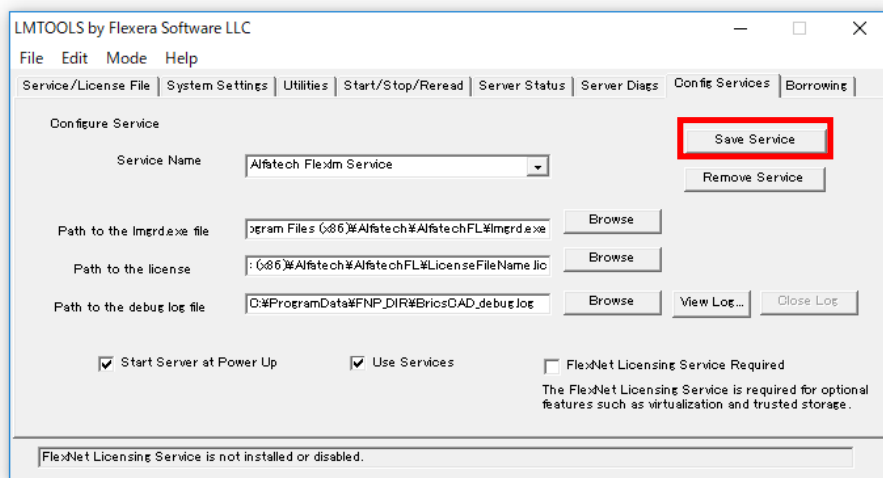 LMTOOLS by Flexera Software LLC
File Edit Mode Help
Service/License File System Settings Utilities Start/Stop/Reread Server Status Server Diags Config Services Borrowing
Configure Service
Save Service
Service Name
Alfatech Flexlm Service
Remove Service
Path to the lmgrd.exe file
ogram Files (x86)¥Alfatech¥AlfatechFL¥lmgrd.exe
Browse
Path to the license
: (x86)¥Alfatech¥AlfatechFL¥LicenseFileName.lic
Browse
Path to the debug log file
C:¥ProgramData¥FNP_DIR¥BricsCAD_debug.log
Browse
View Log...
Close Log
Start Server at Power Up
Use Services
FlexNet Licensing Service Required
The FlexNet Licensing Service is required for optional
features such as virtualization and trusted storage.
FlexNet Licensing Service is not installed or disabled.